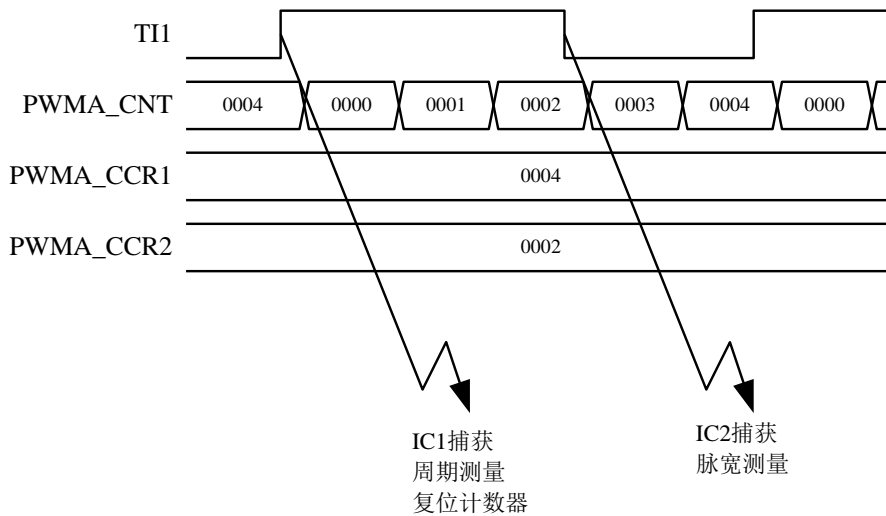 TI1
PWMA_CNT 0004 0000 0001 0002 0003 0004 0000
PWMA_CCR1 0004
PWMA_CCR2 0002
IC1捕获
周期测量
复位计数器
IC2捕获
脉宽测量